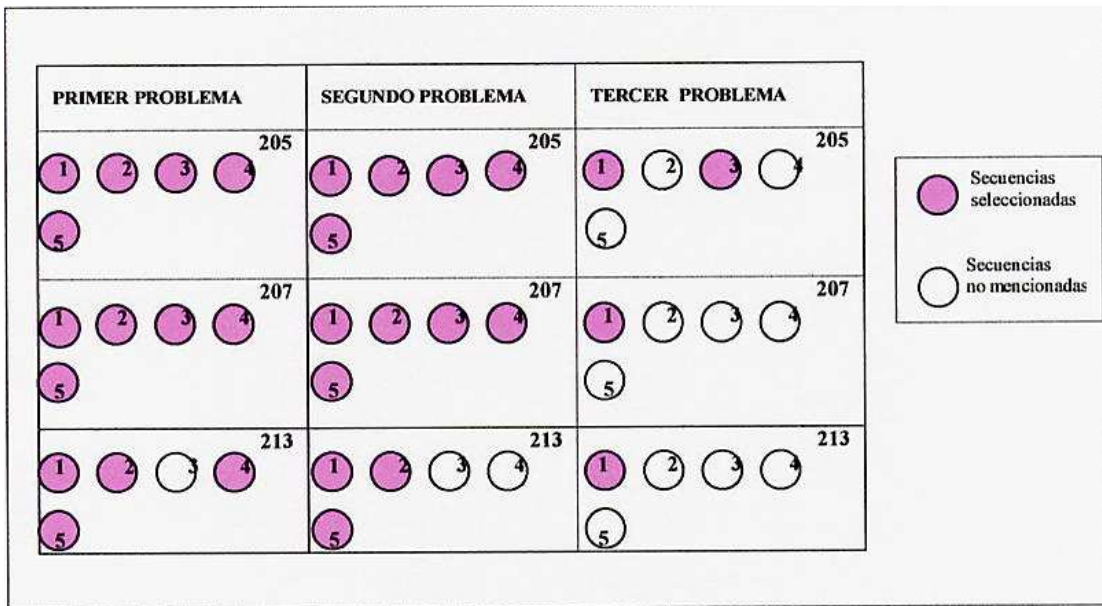 PRIMER PROBLEMA SEGUNDO PROBLEMA TERCER PROBLEMA
205 205 205
1 2 3 4 1 2 3 4 1 2 3 4
5 5 5
207 207 207
1 2 3 4 1 2 3 4 1 2 3 4
5 5 5
213 213 213
1 2 3 4 1 2 3 4 1 2 3 4
5 5 5
Secuencias
seleccionadas
Secuencias
no mencionadas